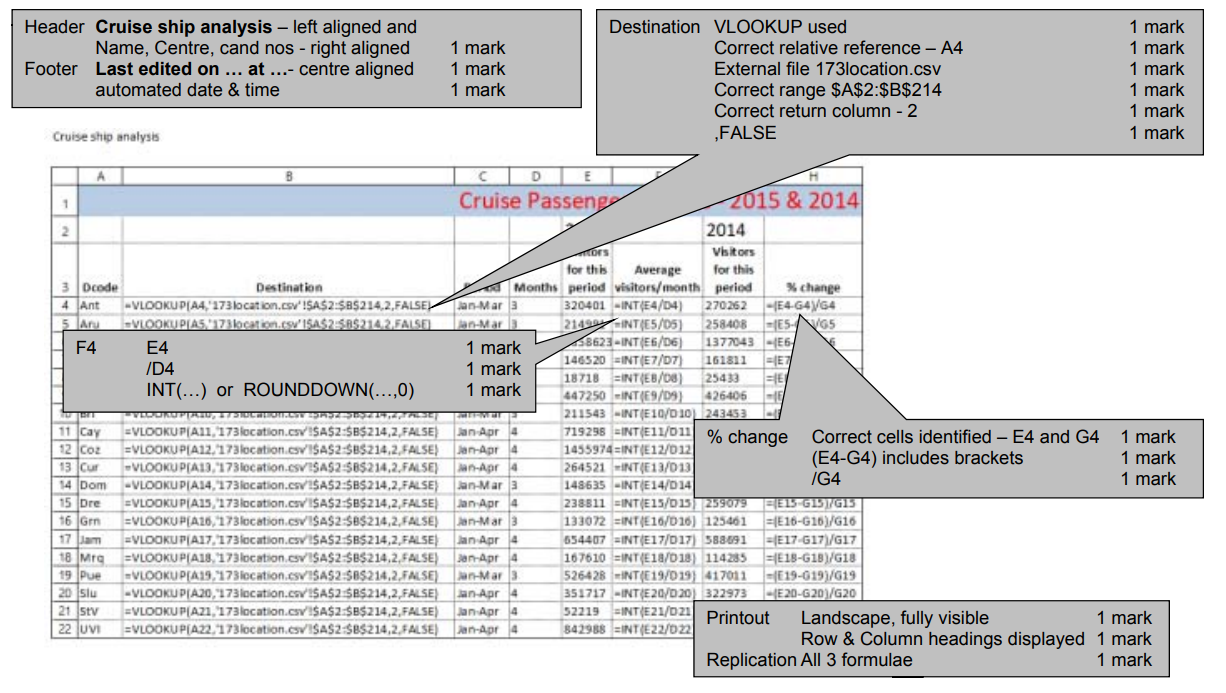 Header Cruise ship analysis – left aligned and
Name, Centre, cand nos - right aligned 1 mark
Footer Last edited on … at …- centre aligned 1 mark
automated date & time 1 mark
Destination VLOOKUP used 1 mark
Correct relative reference – A4 1 mark
External file 173location.csv 1 mark
Correct range $A$2:$B$214 1 mark
Correct return column - 2 1 mark
,FALSE 1 mark
Cruise ship analysis
A B C D E H
1 Cruise 2015 & 2014
2 2014
Visitors
for this Average for this
3 Dcode Destination Months period visitors/month period % change
4 Ant =VLOOKUP(A4,'173location.csv'!$A$2:$B$214,2,FALSE) Jan-Mar 3 320401 =INT(E4/D4) 270262 =(E4-G4)/G4
5 Aru =VLOOKUP(A5,'173location.csv'!$A$2:$B$214,2,FALSE) Jan-Mar 3 =INT(E5/D5) 258408
=INT(E6/D6) 1377043
146520 =INT(E7/D7) 161811
18718 =INT(E8/D8) 25433
447250 =INT(E9/D9) 426406
F4 E4 1 mark
/D4 1 mark
INT(…) or ROUNDDOWN(…,0) 1 mark
10 =VLOOKUP(A10,'173location.csv'!$A$2:$B$214,2,FALSE) Jan-Mar 3 211543 =INT(E10/D10) 243453
11 Cay =VLOOKUP(A11,'173location.csv'!$A$2:$B$214,2,FALSE) Jan-Apr 4 719298 =INT(E11/D11
12 Coz =VLOOKUP(A12,'173location.csv'!$A$2:$B$214,2,FALSE) Jan-Apr 4 1455974 =INT(E12/D12
13 Cur =VLOOKUP(A13,'173location.csv'!$A$2:$B$214,2,FALSE) Jan-Apr 4 264521 =INT(E13/D13
14 Dom =VLOOKUP(A14,'173location.csv'!$A$2:$B$214,2,FALSE) Jan-Mar 3 148635 =INT(E14/D14
% change Correct cells identified – E4 and G4 1 mark
(E4-G4) includes brackets 1 mark
/G4 1 mark
15 Dre =VLOOKUP(A15,'173location.csv'!$A$2:$B$214,2,FALSE) Jan-Apr 4 238811 =INT(E15/D15) 259079 =(E15-G15)/G15
16 Grn =VLOOKUP(A16,'173location.csv'!$A$2:$B$214,2,FALSE) Jan-Mar 3 133072 =INT(E16/D16) 125461 =(E16-G16)/G16
17 Jam =VLOOKUP(A17,'173location.csv'!$A$2:$B$214,2,FALSE) Jan-Apr 4 654407 =INT(E17/D17) 588691 =(E17-G17)/G17
18 Mrq =VLOOKUP(A18,'173location.csv'!$A$2:$B$214,2,FALSE) Jan-Apr 4 167610 =INT(E18/D18) 114285 =(E18-G18)/G18
19 Pue =VLOOKUP(A19,'173location.csv'!$A$2:$B$214,2,FALSE) Jan-Mar 3 526428 =INT(E19/D19) 417011 =(E19-G19)/G19
20 Slu =VLOOKUP(A20,'173location.csv'!$A$2:$B$214,2,FALSE) Jan-Apr 4 351717 =INT(E20/D20) 322973 =(E20-G20)/G20
21 StV =VLOOKUP(A21,'173location.csv'!$A$2:$B$214,2,FALSE) Jan-Apr 4 52219 =INT(E21/D21
22 UVI =VLOOKUP(A22,'173location.csv'!$A$2:$B$214,2,FALSE) Jan-Apr 4 842988 =INT(E22/D22
Printout Landscape, fully visible 1 mark
Row & Column headings displayed 1 mark
Replication All 3 formulae 1 mark